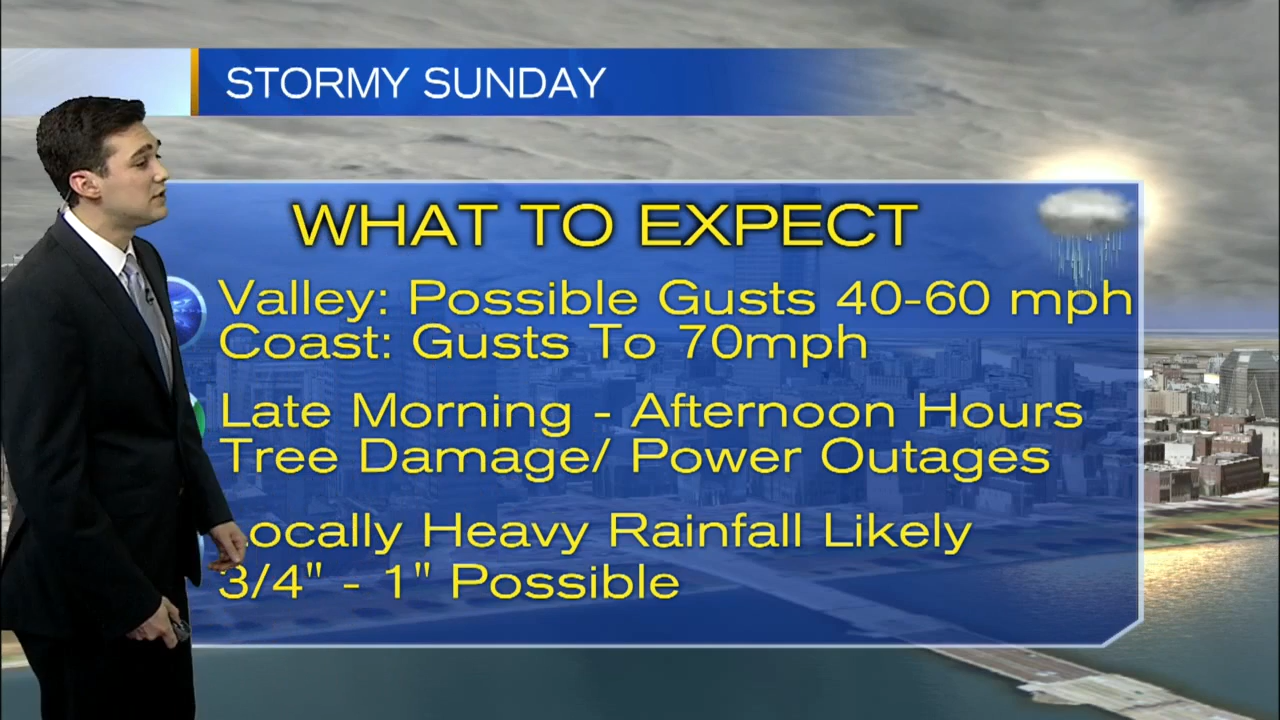 STORMY SUNDAY
WHAT TO EXPECT
Valley: Possible Gusts 40-60 mph
Coast: Gusts To 70mph
Late Morning - Afternoon Hours
Tree Damage/ Power Outages
Locally Heavy Rainfall Likely
3/4" - 1" Possible